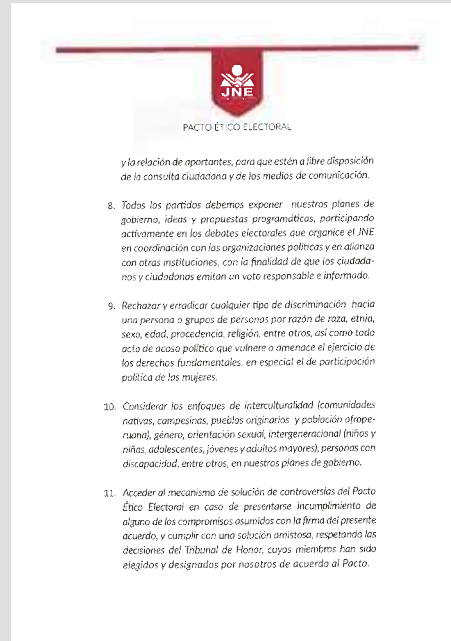 JNE
PACTO ÉTICO ELECTORAL
y la relación de aportantes, para que estén a libre disposición
de la consulta ciudadana y de los medios de comunicación.
8. Todos los partidos debemos exponer nuestros planes de
gobierno, ideas y propuestas programáticas, participando
activamente en los debates electorales que organice el JNE
en coordinación con las organizaciones políticas y en alianza
con otras instituciones, con la finalidad de que los ciudada-
nos y ciudadanas emitan un voto responsable e informado.
9. Rechazar y erradicar cualquier tipo de discriminación hacia
una persona o grupos de personas por razón de raza, etnia,
sexo, edad, procedencia, religión, entre otros, así como todo
acto de acoso político que vulnere o amenace el ejercicio de
los derechos fundamentales, en especial el de participación
política de las mujeres.
10. Considerar los enfoques de interculturalidad (comunidades
nativas, campesinas, pueblos originarios y población afrope-
ruana), género, orientación sexual, intergeneracional (niños y
niñas, adolescentes, jóvenes y adultos mayores), personas con
discapacidad, entre otros, en nuestros planes de gobierno.
11. Acceder al mecanismo de solución de controversias del Pacto
Ético Electoral en caso de presentarse incumplimiento de
alguno de los compromisos asumidos con la firma del presente
acuerdo, y cumplir con una solución amistosa, respetando las
decisiones del Tribunal de Honor, cuyos miembros han sido
elegidos y designados por nosotros de acuerdo al Pacto.